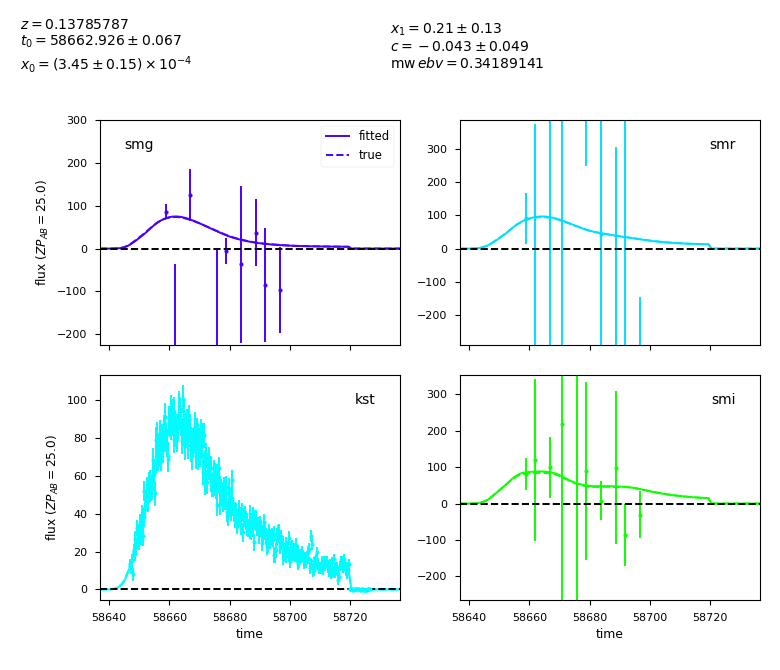 z = 0.13785787
t₀ = 58662.926 ± 0.067
x₀ = (3.45 ± 0.15) × 10⁻⁴
x₁ = 0.21 ± 0.13
c = −0.043 ± 0.049
mw ebv = 0.34189141
300
200
100
0
−100
−200
flux (ZP_AB = 25.0)
smg
fitted
true
300
200
100
0
−100
−200
smr
100
80
60
40
20
0
flux (ZP_AB = 25.0)
kst
58640 58660 58680 58700 58720
time
300
200
100
0
−100
−200
smi
58640 58660 58680 58700 58720
time